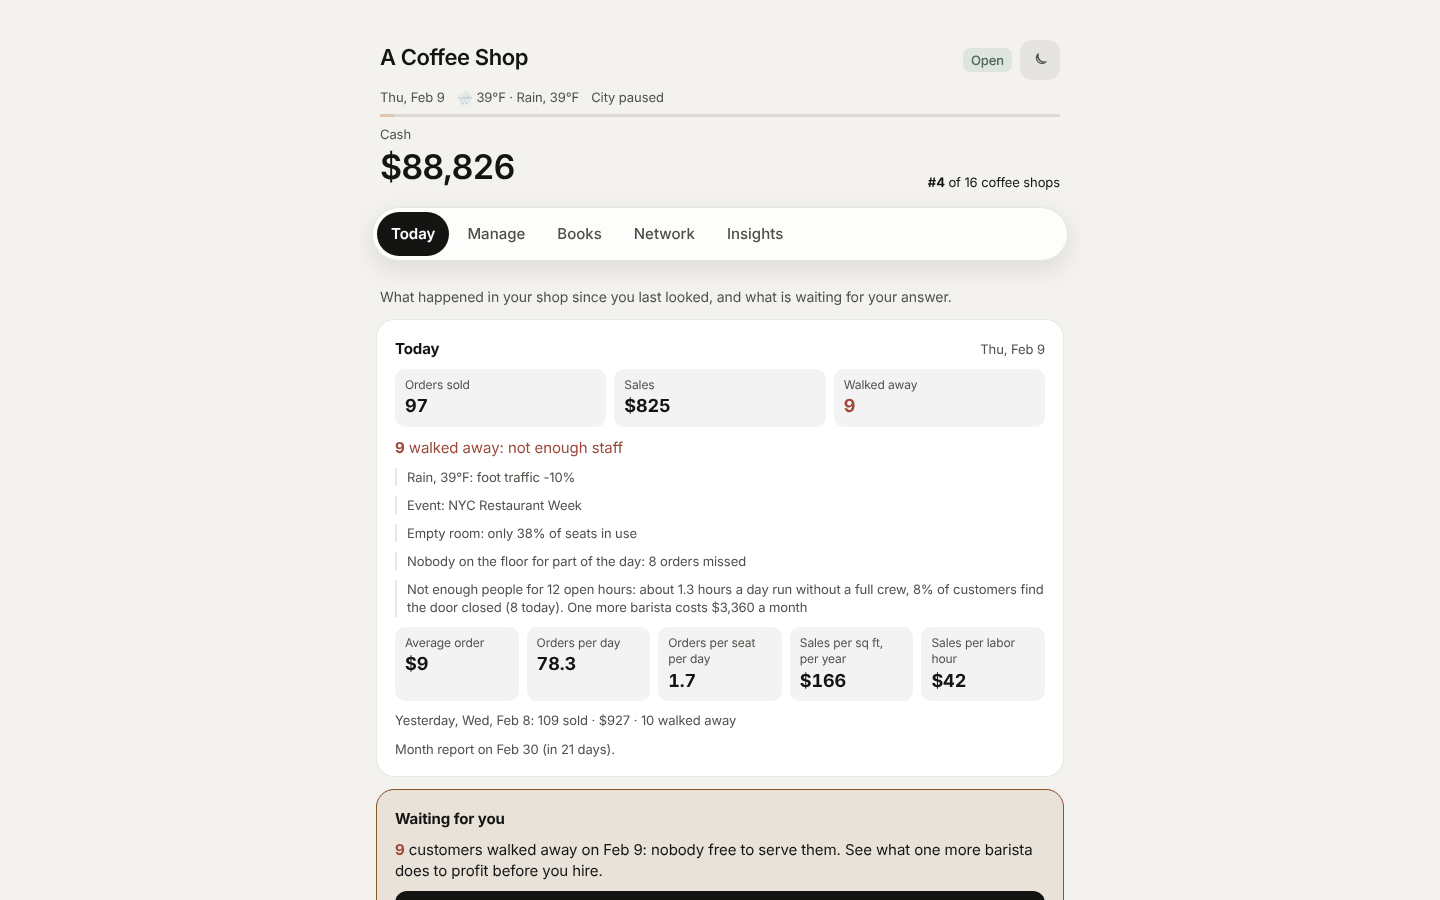 A Coffee Shop
Open
Thu, Feb 9 39°F · Rain, 39°F City paused
Cash
$88,826
#4 of 16 coffee shops
Today Manage Books Network Insights
What happened in your shop since you last looked, and what is waiting for your answer.
Today
Thu, Feb 9
Orders sold
97
Sales
$825
Walked away
9
9 walked away: not enough staff
Rain, 39°F: foot traffic -10%
Event: NYC Restaurant Week
Empty room: only 38% of seats in use
Nobody on the floor for part of the day: 8 orders missed
Not enough people for 12 open hours: about 1.3 hours a day run without a full crew, 8% of customers find
the door closed (8 today). One more barista costs $3,360 a month
Average order
$9
Orders per day
78.3
Orders per seat
per day
1.7
Sales per sq ft,
per year
$166
Sales per labor
hour
$42
Yesterday, Wed, Feb 8: 109 sold · $927 · 10 walked away
Month report on Feb 30 (in 21 days).
Waiting for you
9 customers walked away on Feb 9: nobody free to serve them. See what one more barista
does to profit before you hire.